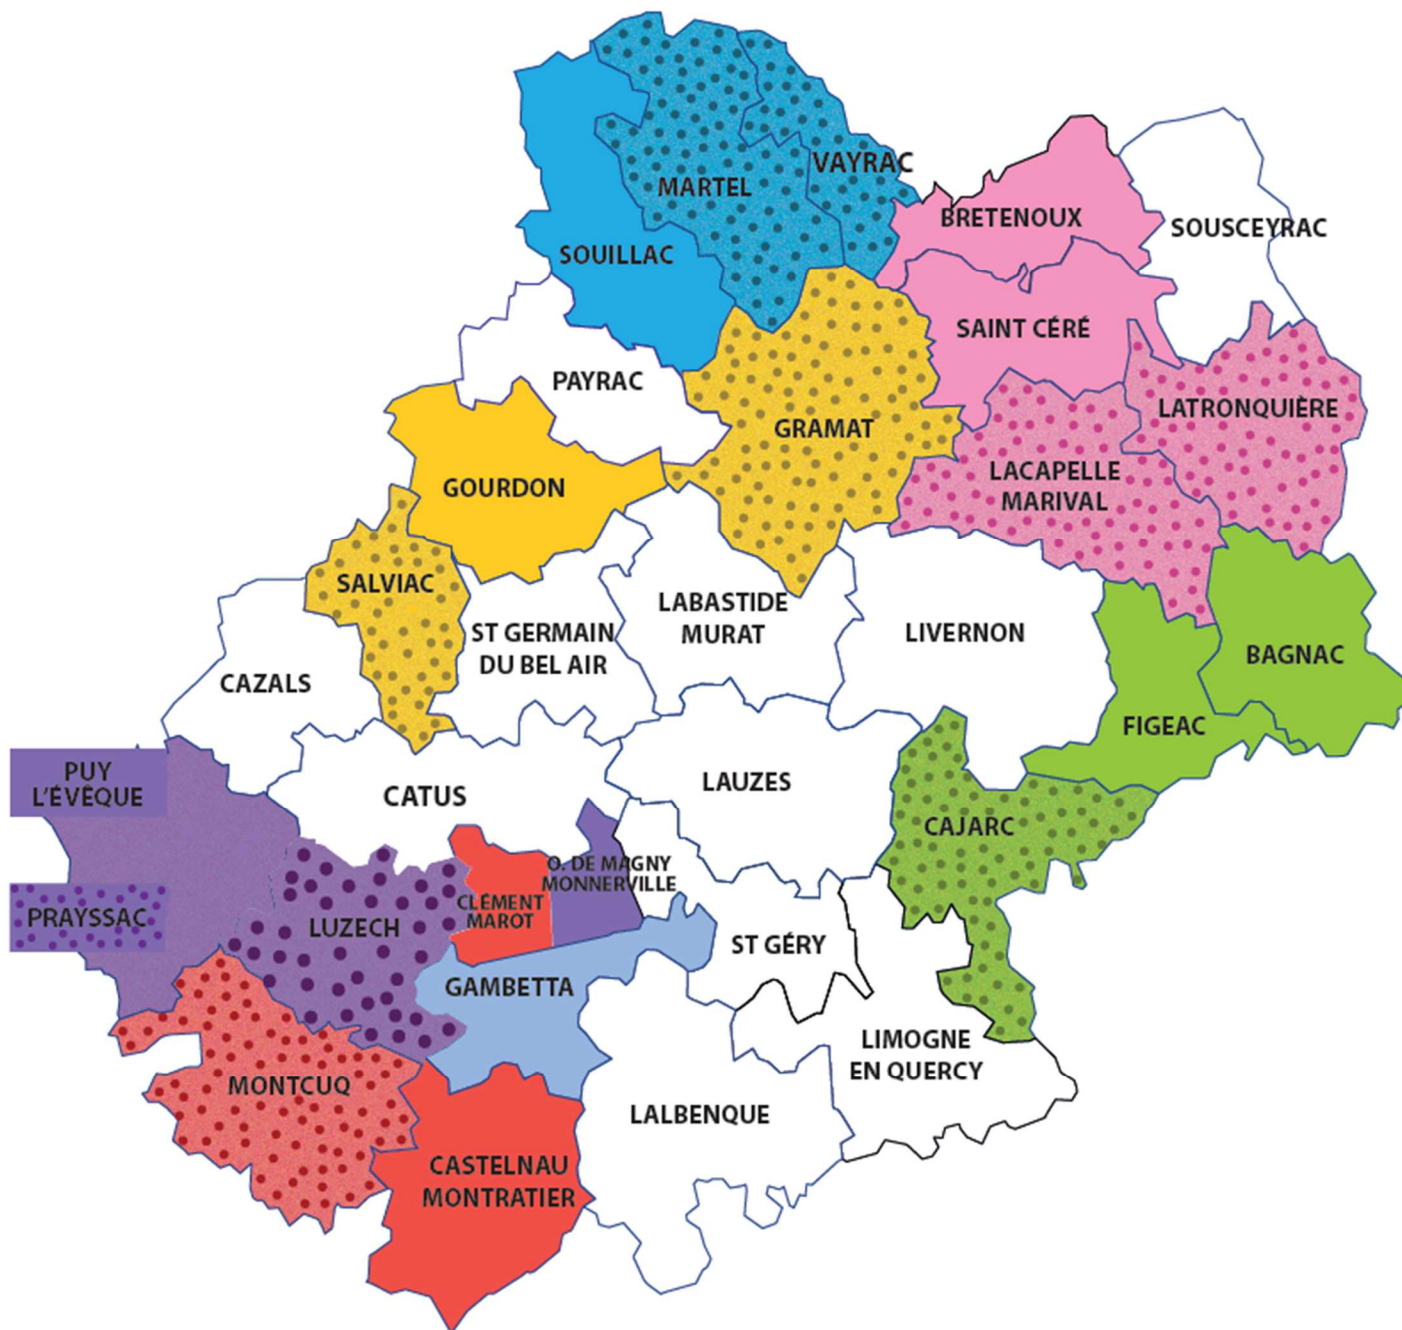 VAYRAC
MARTEL
BRETENOUX
SOUSCEYRAC
SOUILLAC
SAINT CÉRÉ
PAYRAC
LATRONQUIÈRE
GRAMAT
LACAPELLE
MARIVAL
GOURDON
SALVIAC
LABASTIDE
MURAT
ST GERMAIN
DU BEL AIR
LIVERNON
BAGNAC
CAZALS
FIGEAC
PUY
L'ÉVÊQUE
CATUS
LAUZES
CAJARC
O. DE MAGNY
MONNERVILLE
CLÉMENT
MAROT
PRAYSSAC
LUZECH
ST GÉRY
GAMBETTA
LIMOGNE
EN QUERCY
MONTCUQ
LALBENQUE
CASTELNAU
MONTRATIER